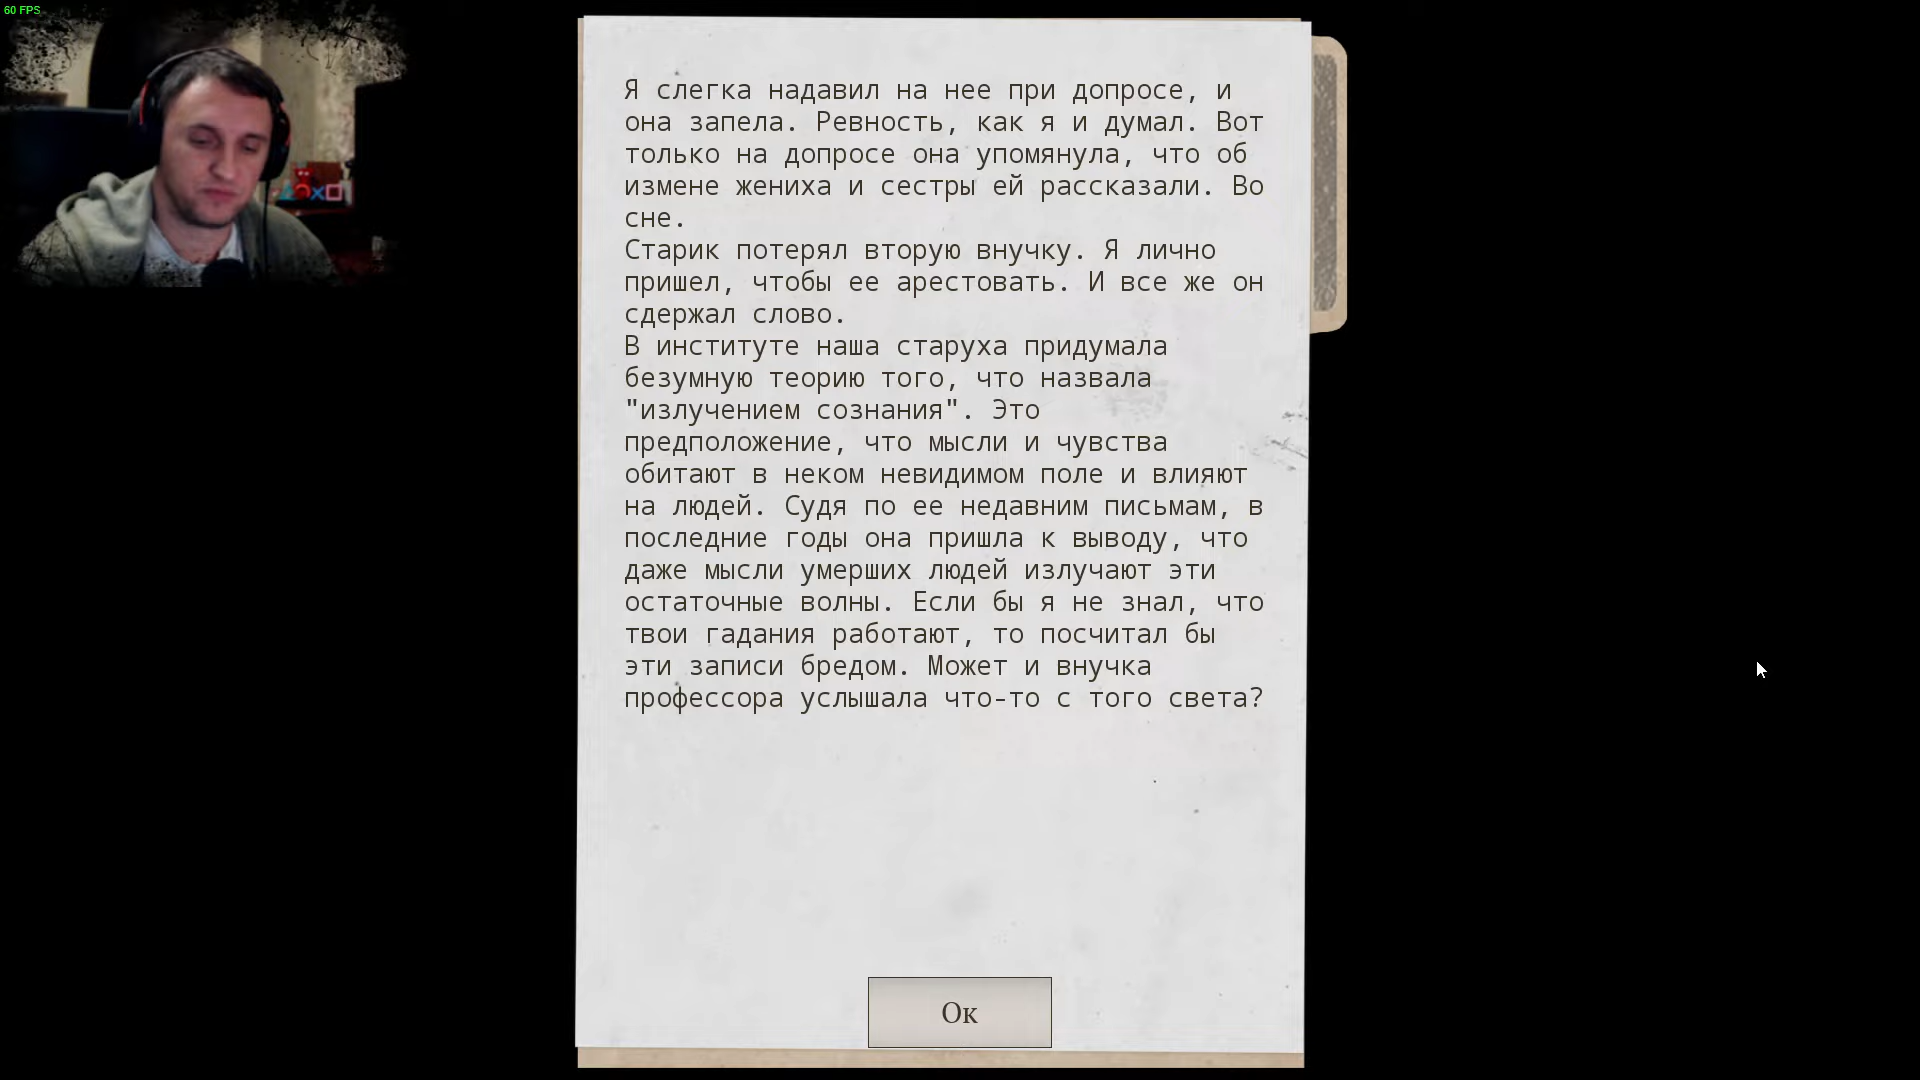 60 FPS
Я слегка надавил на нее при допросе, и
она запела. Ревность, как я и думал. Вот
только на допросе она упомянула, что об
измене жениха и сестры ей рассказали. Во
сне.
Старик потерял вторую внучку. Я лично
пришел, чтобы ее арестовать. И все же он
сдержал слово.
В институте наша старуха придумала
безумную теорию того, что назвала
"излучением сознания". Это
предположение, что мысли и чувства
обитают в неком невидимом поле и влияют
на людей. Судя по ее недавним письмам, в
последние годы она пришла к выводу, что
даже мысли умерших людей излучают эти
остаточные волны. Если бы я не знал, что
твои гадания работают, то посчитал бы
эти записи бредом. Может и внучка
профессора услышала что-то с того света?
Ок